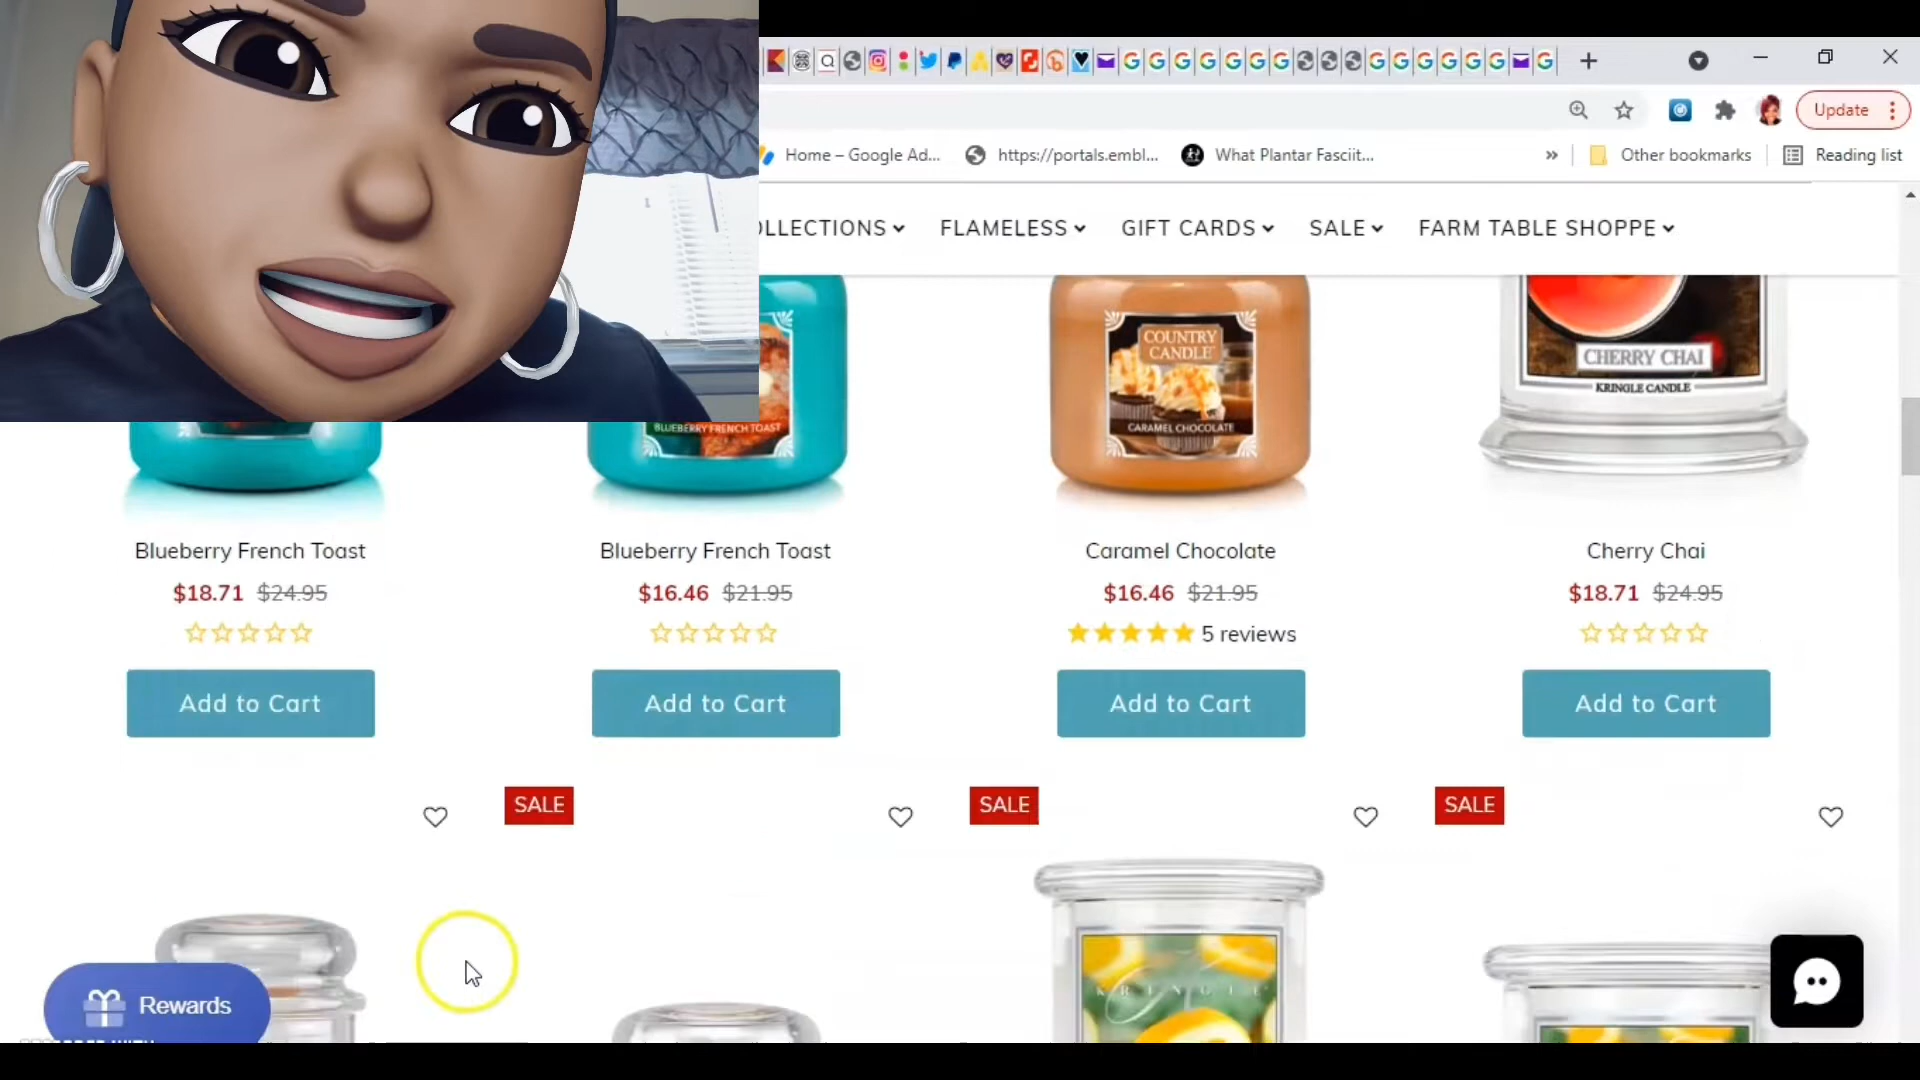 Update
Home – Google Ad...
https://portals.embl...
What Plantar Fasciit...
»
Other bookmarks
Reading list
OLLECTIONS
FLAMELESS
GIFT CARDS
SALE
FARM TABLE SHOPPE
BLUEBERRY FRENCH TOAST
COUNTRY
CANDLE
CARAMEL CHOCOLATE
CHERRY CHAI
KRINGLE CANDLE
Blueberry French Toast
Blueberry French Toast
Caramel Chocolate
Cherry Chai
$18.71 $24.95
$16.46 $21.95
$16.46 $21.95
$18.71 $24.95
5 reviews
Add to Cart
Add to Cart
Add to Cart
Add to Cart
SALE
SALE
SALE
KRINGLE
Rewards